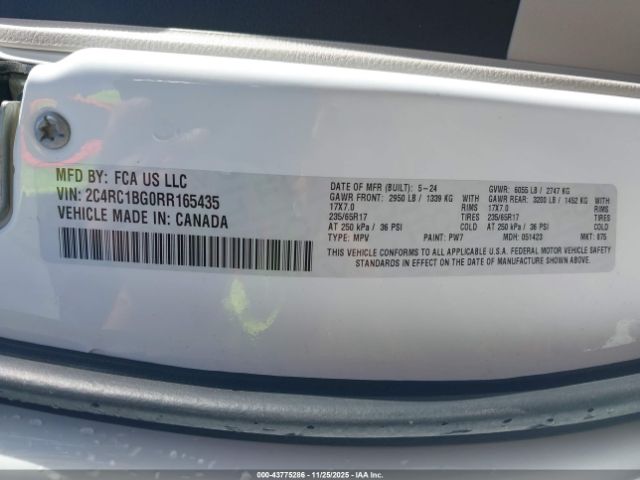 MFD BY: FCA US LLC
VIN: 2C4RC1BG0RR165435
VEHICLE MADE IN: CANADA
DATE OF MFR (BUILT): 5-24 GVWR: 6055 LB / 2747 KG
GAWR FRONT: 2950 LB / 1339 KG WITH GAWR REAR: 3200 LB / 1452 KG WITH
17X7.0 RIMS 17X7.0 RIMS
235/65R17 TIRES 235/65R17 TIRES
AT 250 kPa / 36 PSI COLD AT 250 kPa / 36 PSI COLD
TYPE: MPV PAINT: PW7 MDH: 051423 MKT: 875
THIS VEHICLE CONFORMS TO ALL APPLICABLE U.S.A. FEDERAL MOTOR VEHICLE SAFETY
STANDARDS IN EFFECT ON THE DATE OF MANUFACTURE SHOWN ABOVE.
000-43775286 - 11/25/2025 - IAAI.COM